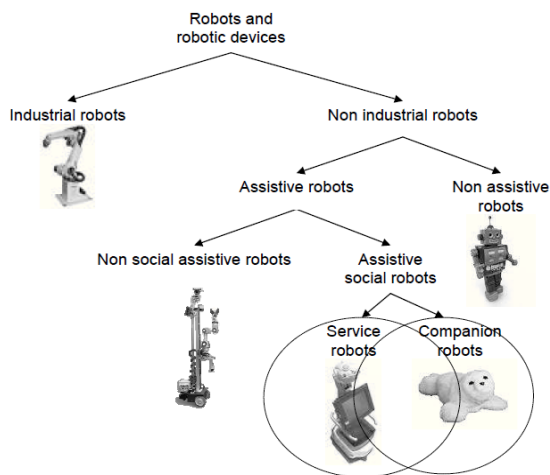 Robots and
robotic devices
Industrial robots
Non industrial robots
Assistive robots
Non assistive
robots
Non social assistive robots
Assistive
social robots
Service
robots
Companion
robots